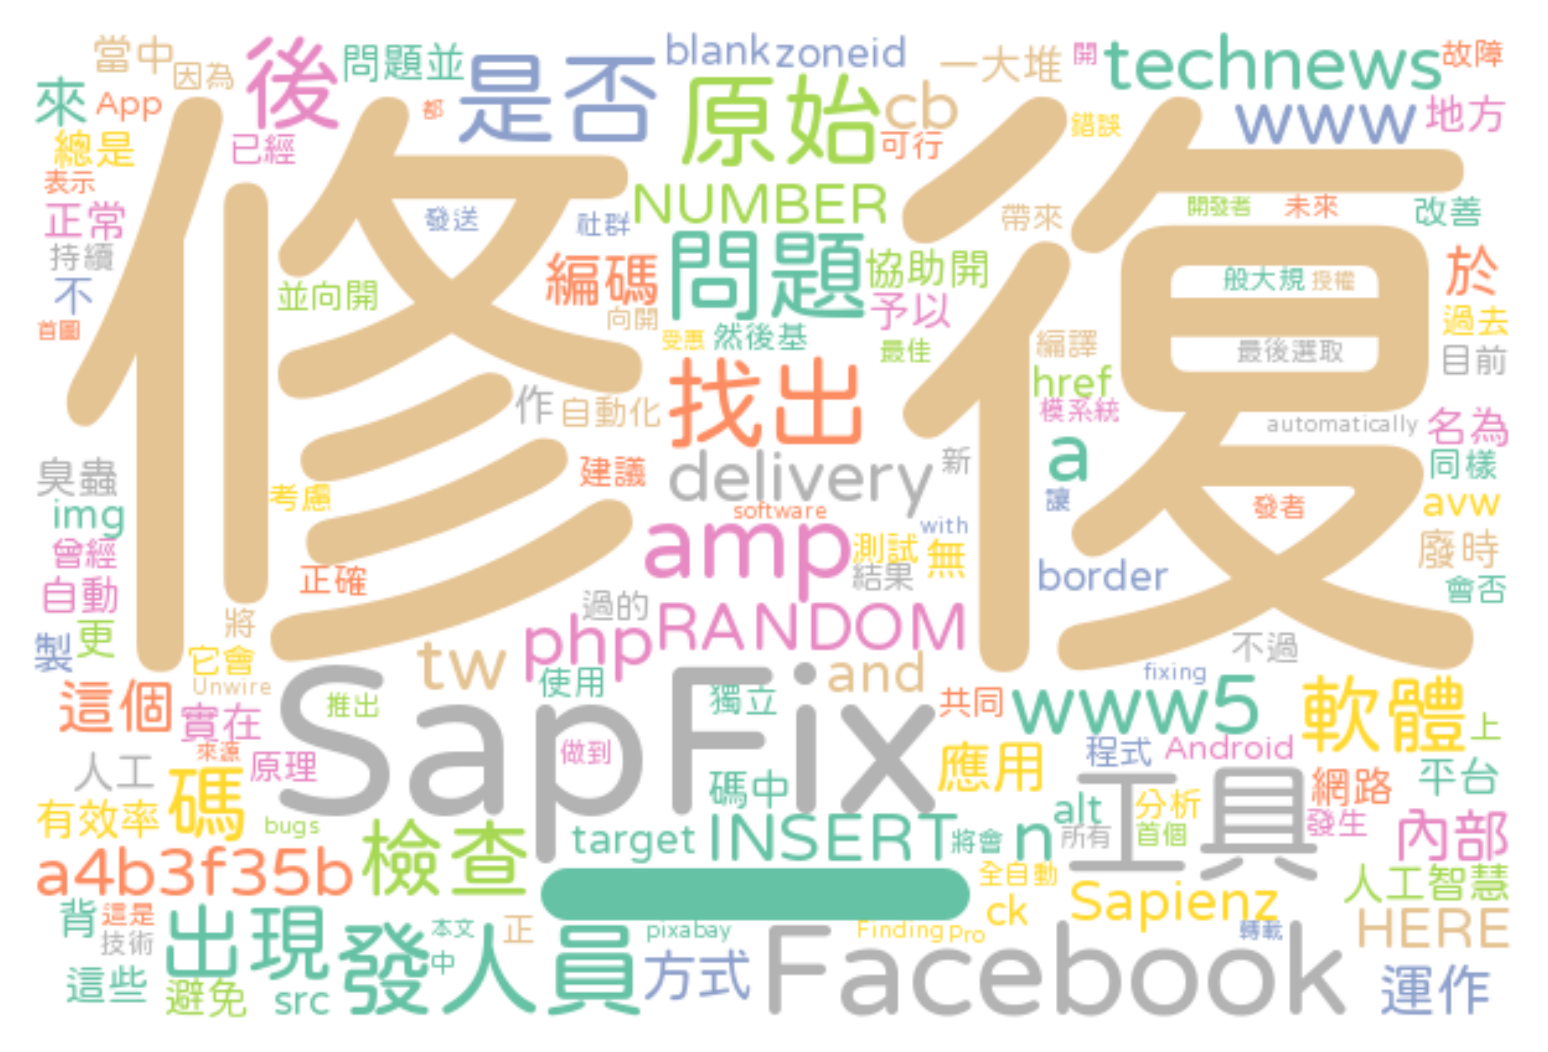 當中
因為
後
問題並
是否
blank
zoneid
一大堆
開
technews
故障
來
App
都
原始
cb
可行
錯誤
www
地方
總是
已經
表示
正常
發送
社群
NUMBER
帶來
開發者
未來
改善
持續
不
並向開
編碼
問題
協助開
予以
般大規
授權
於
首圖
向開
受惠
然後基
最佳
編譯
最後選取
過去
目前
修復
作
自動化
找出
href
模系統
automatically
名為
臭蟲
考慮
建議
delivery
新
a
同樣
img
software
with
讓
發者
avw
曾經
正確
amp
測試
無
結果
border
廢時
自動
過的
會否
製
更
將
它會
php
RANDOM
不過
tw
and
fixing
這個
Unwire
實在
推出
SapFix
使用
獨立
共同
www5
軟體
上
來源
原理
做到
應用
程式
Android
人工
碼
碼中
工具
網路
平台
有效率
bugs
檢查
target
INSERT
將會
n
alt
所有
分析
首個
發生
內部
a4b3f35b
全自動
Sapienz
人工智慧
背
這是
技術
出現
發人員
本文
中
正
pixabay
Finding
pro
ck
轉載
HERE
這些
避免
src
方式
Facebook
運作